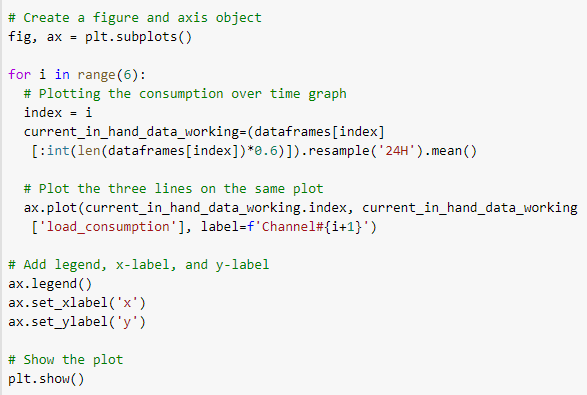 # Create a figure and axis object
fig, ax = plt.subplots()
for i in range(6):
# Plotting the consumption over time graph
index = i
current_in_hand_data_working=(dataframes[index]
[:int(len(dataframes[index])*0.6)]).resample('24H').mean()
# Plot the three lines on the same plot
ax.plot(current_in_hand_data_working.index, current_in_hand_data_working
['load_consumption'], label=f'Channel#{i+1}')
# Add legend, x-label, and y-label
ax.legend()
ax.set_xlabel('x')
ax.set_ylabel('y')
# Show the plot
plt.show()